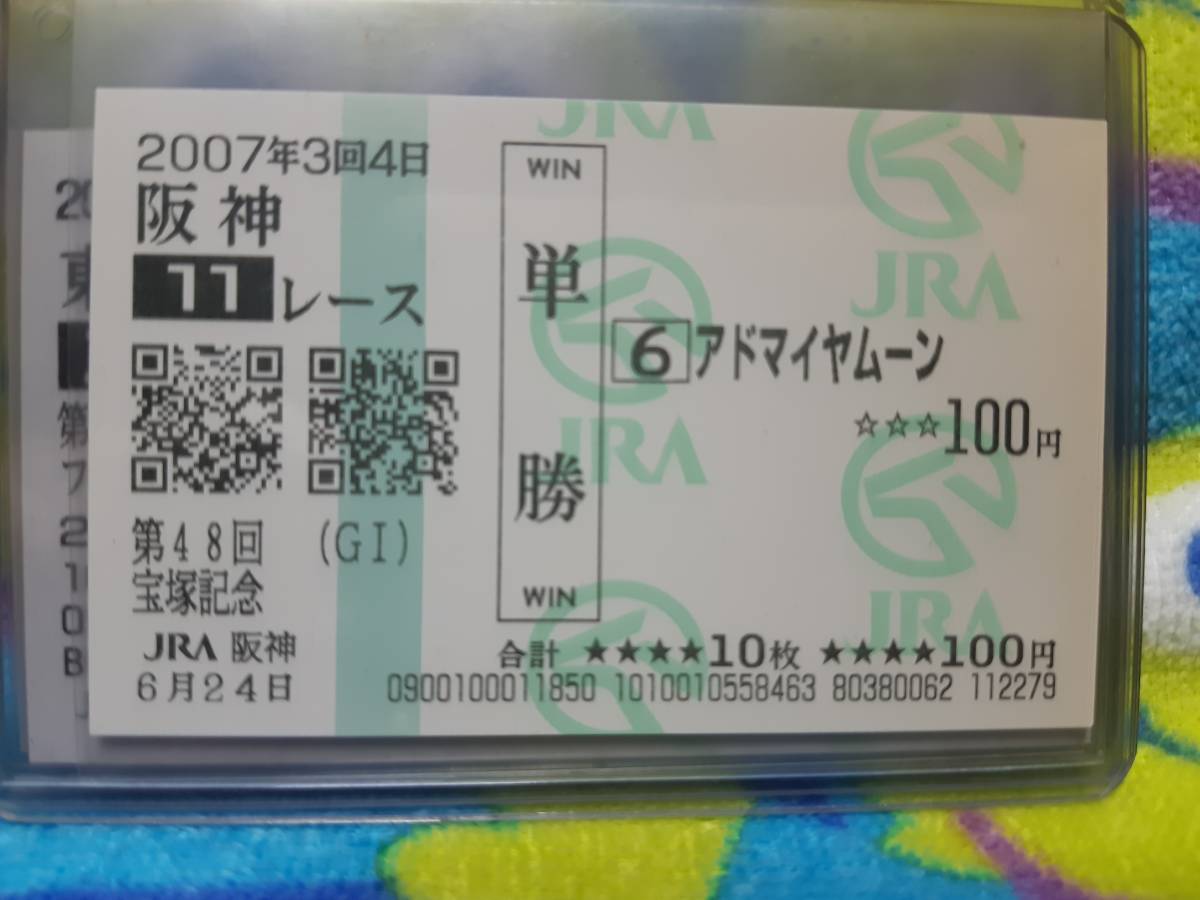 2007年3回4日
阪神
11レース
第48回 (GI)
宝塚記念
JRA 阪神
6月24日
WIN
単勝
WIN
6 アドマイヤムーン
☆☆☆100円
合計 ★★★★10枚 ★★★★100円
0900100011850 1010010558463 80380062 112279
JRA
JRA
JRA
JRA